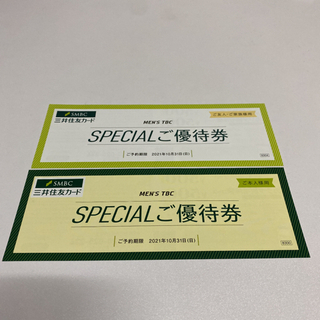 SMBC
三井住友カード
MEN'S TBC
ご本人・ご家族様用
SPECIALご優待券
ご予約期限 2021年10月31日(日)
SMBC
三井住友カード
MEN'S TBC
ご本人様用
SPECIALご優待券
ご予約期限 2021年10月31日(日)